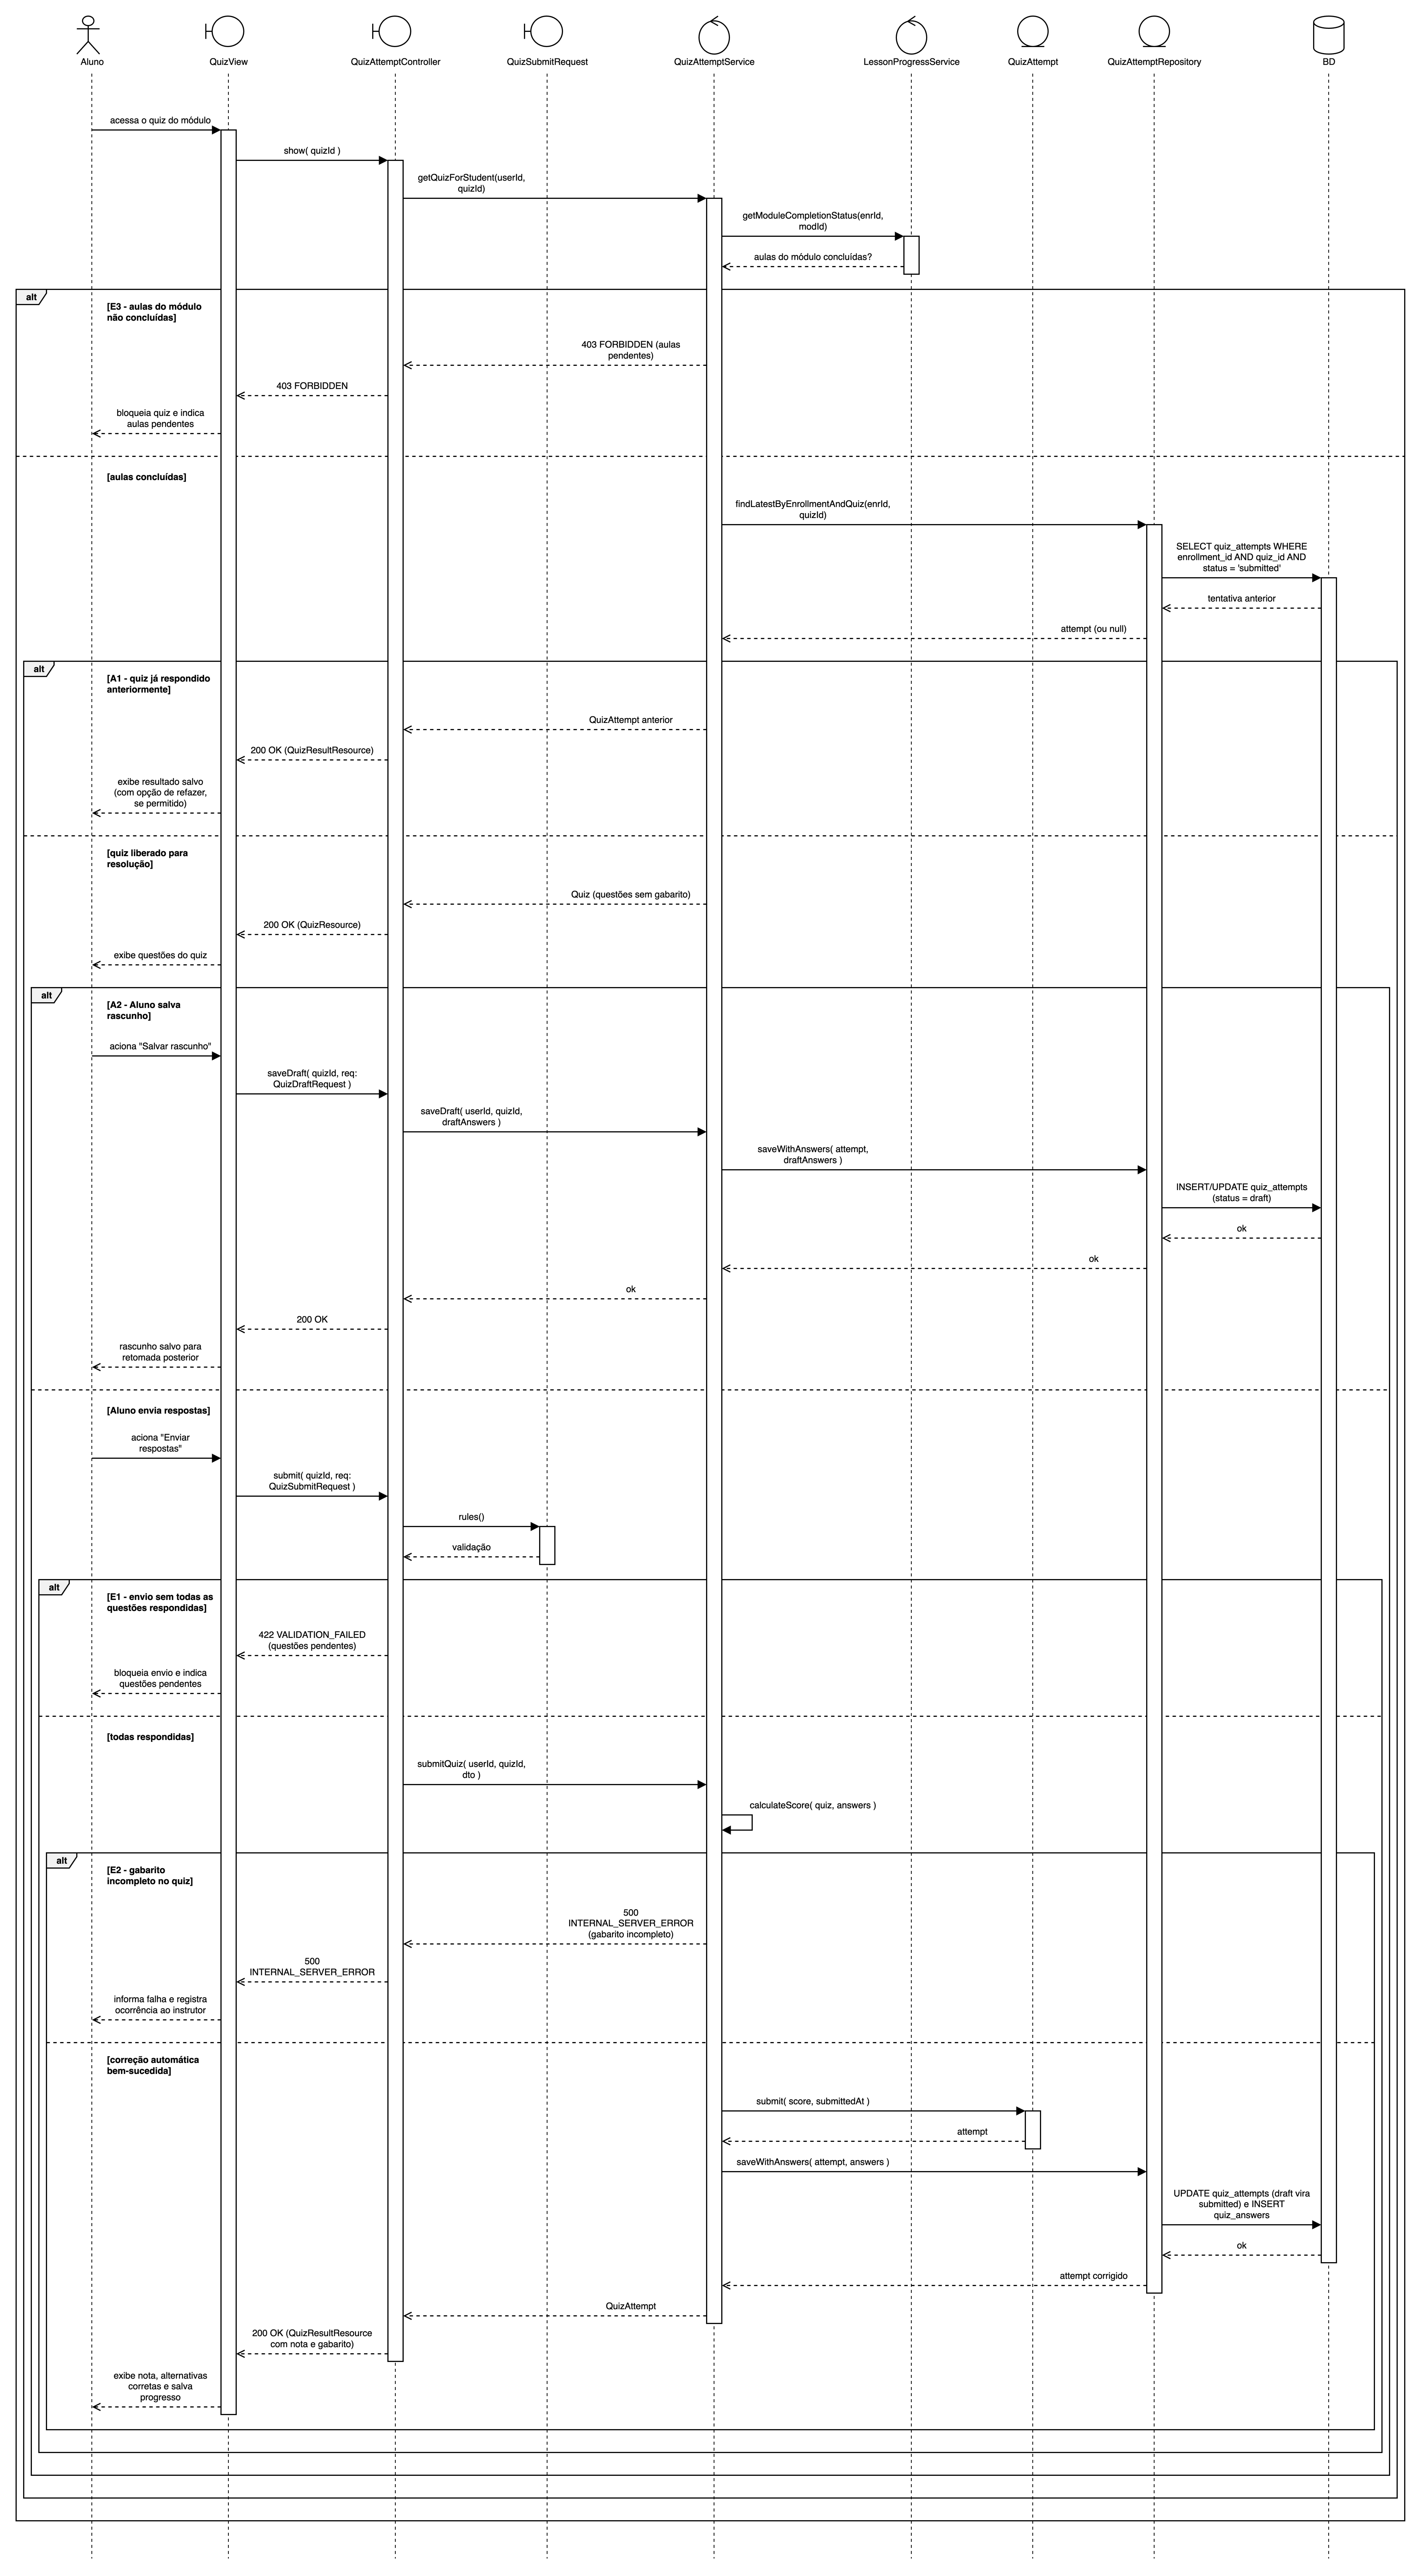 Aluno
QuizView
QuizAttemptController
QuizSubmitRequest
QuizAttemptService
LessonProgressService
QuizAttempt
QuizAttemptRepository
BD
acessa o quiz do módulo
show( quizId )
getQuizForStudent(userId,
quizId)
getModuleCompletionStatus(enrId,
modId)
aulas do módulo concluídas?
alt
[E3 - aulas do módulo
não concluídas]
403 FORBIDDEN (aulas
pendentes)
403 FORBIDDEN
bloqueia quiz e indica
aulas pendentes
[aulas concluídas]
findLatestByEnrollmentAndQuiz(enrId,
quizId)
SELECT quiz_attempts WHERE
enrollment_id AND quiz_id AND
status = 'submitted'
tentativa anterior
attempt (ou null)
alt
[A1 - quiz já respondido
anteriormente]
QuizAttempt anterior
200 OK (QuizResultResource)
exibe resultado salvo
(com opção de refazer,
se permitido)
[quiz liberado para
resolução]
Quiz (questões sem gabarito)
200 OK (QuizResource)
exibe questões do quiz
alt
[A2 - Aluno salva
rascunho]
aciona "Salvar rascunho"
saveDraft( quizId, req:
QuizDraftRequest )
saveDraft( userId, quizId,
draftAnswers )
saveWithAnswers( attempt,
draftAnswers )
INSERT/UPDATE quiz_attempts
(status = draft)
ok
ok
ok
200 OK
rascunho salvo para
retomada posterior
[Aluno envia respostas]
aciona "Enviar
respostas"
submit( quizId, req:
QuizSubmitRequest )
rules()
validação
alt
[E1 - envio sem todas as
questões respondidas]
422 VALIDATION_FAILED
(questões pendentes)
bloqueia envio e indica
questões pendentes
[todas respondidas]
submitQuiz( userId, quizId,
dto )
calculateScore( quiz, answers )
alt
[E2 - gabarito
incompleto no quiz]
500
INTERNAL_SERVER_ERROR
(gabarito incompleto)
500
INTERNAL_SERVER_ERROR
informa falha e registra
ocorrência ao instrutor
[correção automática
bem-sucedida]
submit( score, submittedAt )
attempt
saveWithAnswers( attempt, answers )
UPDATE quiz_attempts (draft vira
submitted) e INSERT
quiz_answers
ok
attempt corrigido
QuizAttempt
200 OK (QuizResultResource
com nota e gabarito)
exibe nota, alternativas
corretas e salva
progresso